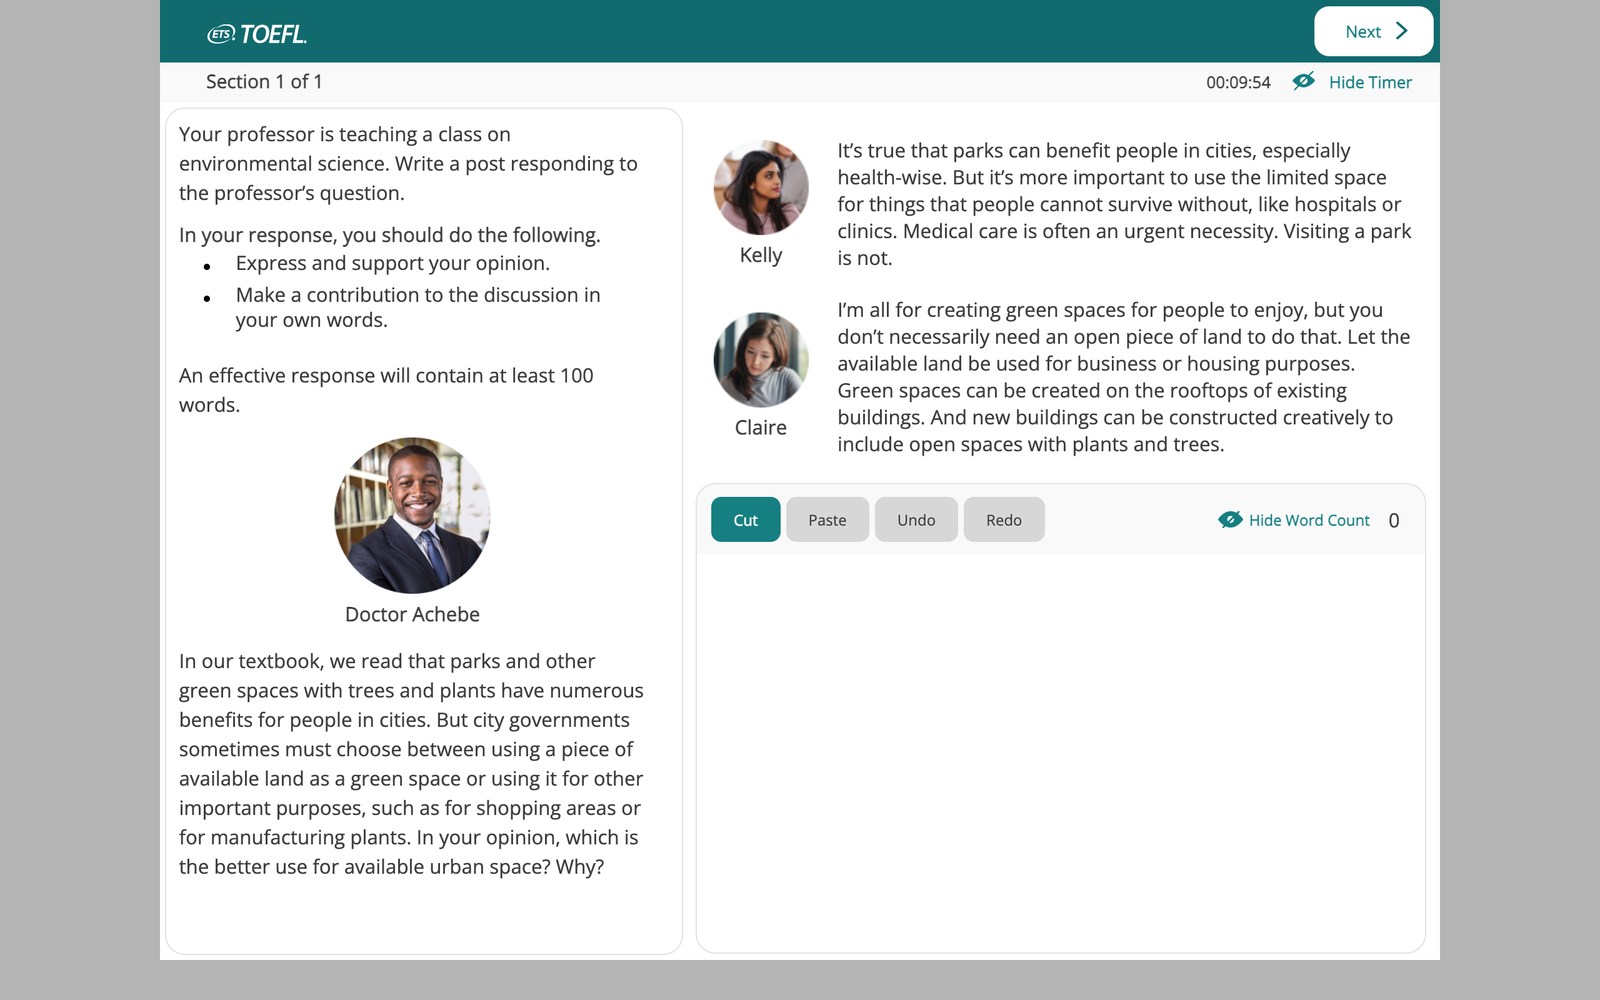 ETS TOEFL.
Next
Section 1 of 1
00:09:54 Hide Timer
Your professor is teaching a class on
environmental science. Write a post responding to
the professor’s question.
In your response, you should do the following.
• Express and support your opinion.
• Make a contribution to the discussion in
your own words.
An effective response will contain at least 100
words.
Doctor Achebe
In our textbook, we read that parks and other
green spaces with trees and plants have numerous
benefits for people in cities. But city governments
sometimes must choose between using a piece of
available land as a green space or using it for other
important purposes, such as for shopping areas or
for manufacturing plants. In your opinion, which is
the better use for available urban space? Why?
Kelly
It’s true that parks can benefit people in cities, especially
health-wise. But it’s more important to use the limited space
for things that people cannot survive without, like hospitals or
clinics. Medical care is often an urgent necessity. Visiting a park
is not.
Claire
I’m all for creating green spaces for people to enjoy, but you
don’t necessarily need an open piece of land to do that. Let the
available land be used for business or housing purposes.
Green spaces can be created on the rooftops of existing
buildings. And new buildings can be constructed creatively to
include open spaces with plants and trees.
Cut Paste Undo Redo Hide Word Count 0